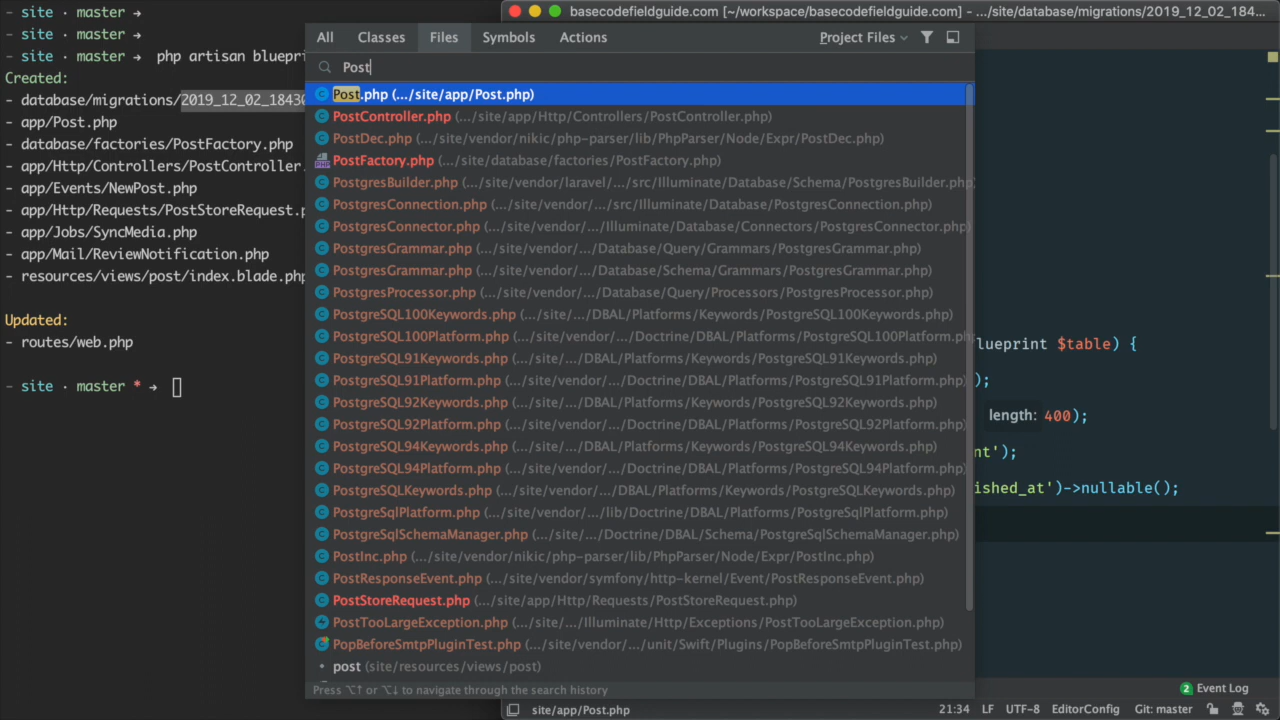 - site · master →
- site · master →
- site · master → php artisan bluepri
Created:
- database/migrations/2019_12_02_18430
- app/Post.php
- database/factories/PostFactory.php
- app/Http/Controllers/PostController.
- app/Events/NewPost.php
- app/Http/Requests/PostStoreRequest.p
- app/Jobs/SyncMedia.php
- app/Mail/ReviewNotification.php
- resources/views/post/index.blade.php
Updated:
- routes/web.php
- site · master * →
basecodefieldguide.com [~/workspace/basecodefieldguide.com] – .../site/database/migrations/2019_12_02_184...
All Classes Files Symbols Actions Project Files
Post
Post.php (.../site/app/Post.php)
PostController.php (.../site/app/Http/Controllers/PostController.php)
PostDec.php (.../site/vendor/nikic/php-parser/lib/PhpParser/Node/Expr/PostDec.php)
PostFactory.php (.../site/database/factories/PostFactory.php)
PostgresBuilder.php (.../site/vendor/laravel/.../src/Illuminate/Database/Schema/PostgresBuilder.php)
PostgresConnection.php (.../site/vendor/.../src/Illuminate/Database/PostgresConnection.php)
PostgresConnector.php (.../site/vendor/.../Illuminate/Database/Connectors/PostgresConnector.php)
PostgresGrammar.php (.../site/vendor/.../Database/Query/Grammars/PostgresGrammar.php)
PostgresGrammar.php (.../site/vendor/.../Database/Schema/Grammars/PostgresGrammar.php)
PostgresProcessor.php (.../site/vendor/.../Database/Query/Processors/PostgresProcessor.php)
PostgreSQL100Keywords.php (.../site/.../DBAL/Platforms/Keywords/PostgreSQL100Keywords.php)
PostgreSQL100Platform.php (.../site/vendor/.../Doctrine/DBAL/Platforms/PostgreSQL100Platform.php
PostgreSQL91Keywords.php (.../site/.../DBAL/Platforms/Keywords/PostgreSQL91Keywords.php)
PostgreSQL91Platform.php (.../site/vendor/.../Doctrine/DBAL/Platforms/PostgreSQL91Platform.php)
PostgreSQL92Keywords.php (.../site/.../DBAL/Platforms/Keywords/PostgreSQL92Keywords.php)
PostgreSQL92Platform.php (.../site/vendor/.../Doctrine/DBAL/Platforms/PostgreSQL92Platform.php)
PostgreSQL94Keywords.php (.../site/.../DBAL/Platforms/Keywords/PostgreSQL94Keywords.php)
PostgreSQL94Platform.php (.../site/vendor/.../Doctrine/DBAL/Platforms/PostgreSQL94Platform.php)
PostgreSQLKeywords.php (.../site/vendor/.../DBAL/Platforms/Keywords/PostgreSQLKeywords.php)
PostgreSqlPlatform.php (.../site/vendor/.../lib/Doctrine/DBAL/Platforms/PostgreSqlPlatform.php)
PostgreSqlSchemaManager.php (.../site/.../Doctrine/DBAL/Schema/PostgreSqlSchemaManager.php)
PostInc.php (.../site/vendor/nikic/php-parser/lib/PhpParser/Node/Expr/PostInc.php)
PostResponseEvent.php (.../site/vendor/symfony/http-kernel/Event/PostResponseEvent.php)
PostStoreRequest.php (.../site/app/Http/Requests/PostStoreRequest.php)
PostTooLargeException.php (.../site/.../Illuminate/Http/Exceptions/PostTooLargeException.php)
PopBeforeSmtpPluginTest.php (.../site/vendor/.../unit/Swift/Plugins/PopBeforeSmtpPluginTest.php)
post (site/resources/views/post)
Press ⌥↑ or ⌥↓ to navigate through the search history
lueprint $table) {
);
length: 400);
nt');
ished_at')->nullable();
2 Event Log
site/app/Post.php 21:34 LF UTF-8 EditorConfig Git: master